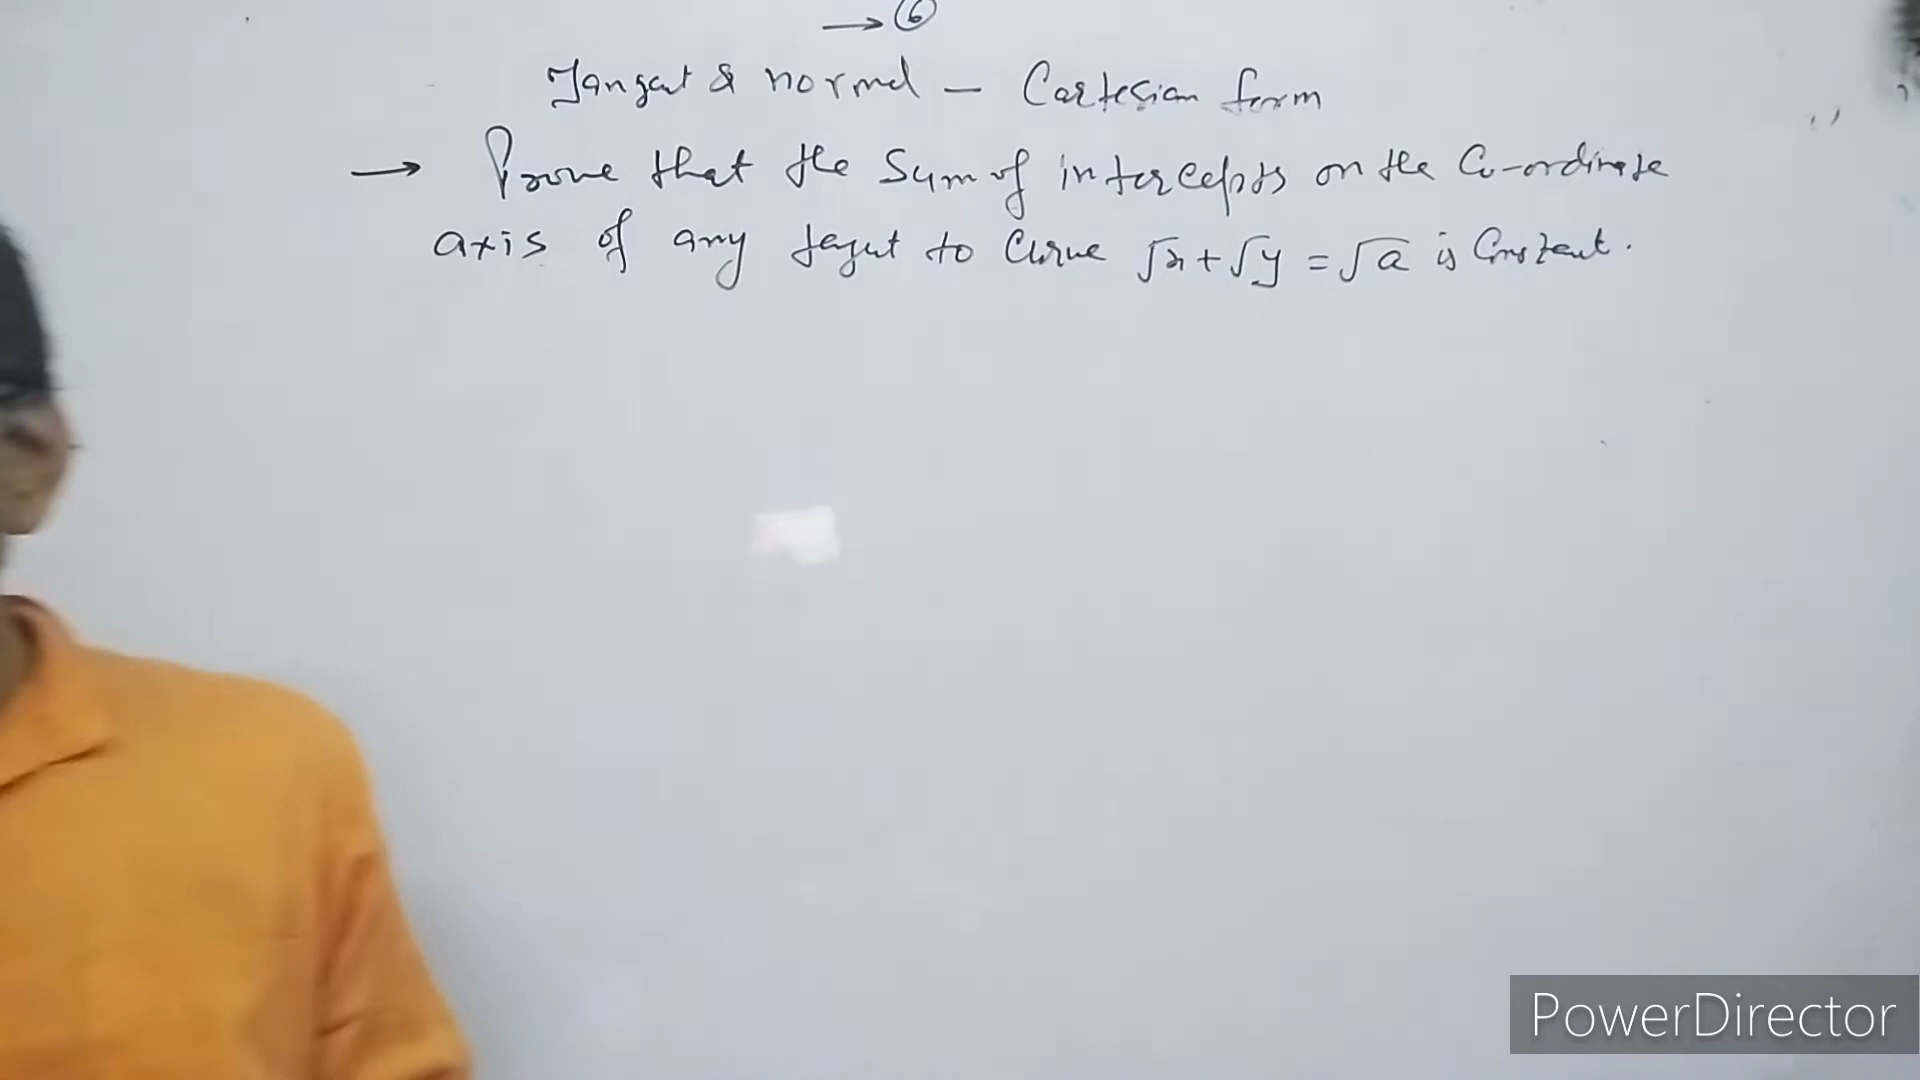 → ⑥
Tangent & normal – Cartesian form
→ Prove that the Sum of intercepts on the Co-ordinate
axis of any tangent to Curve √x + √y = √a is Constant.
PowerDirector